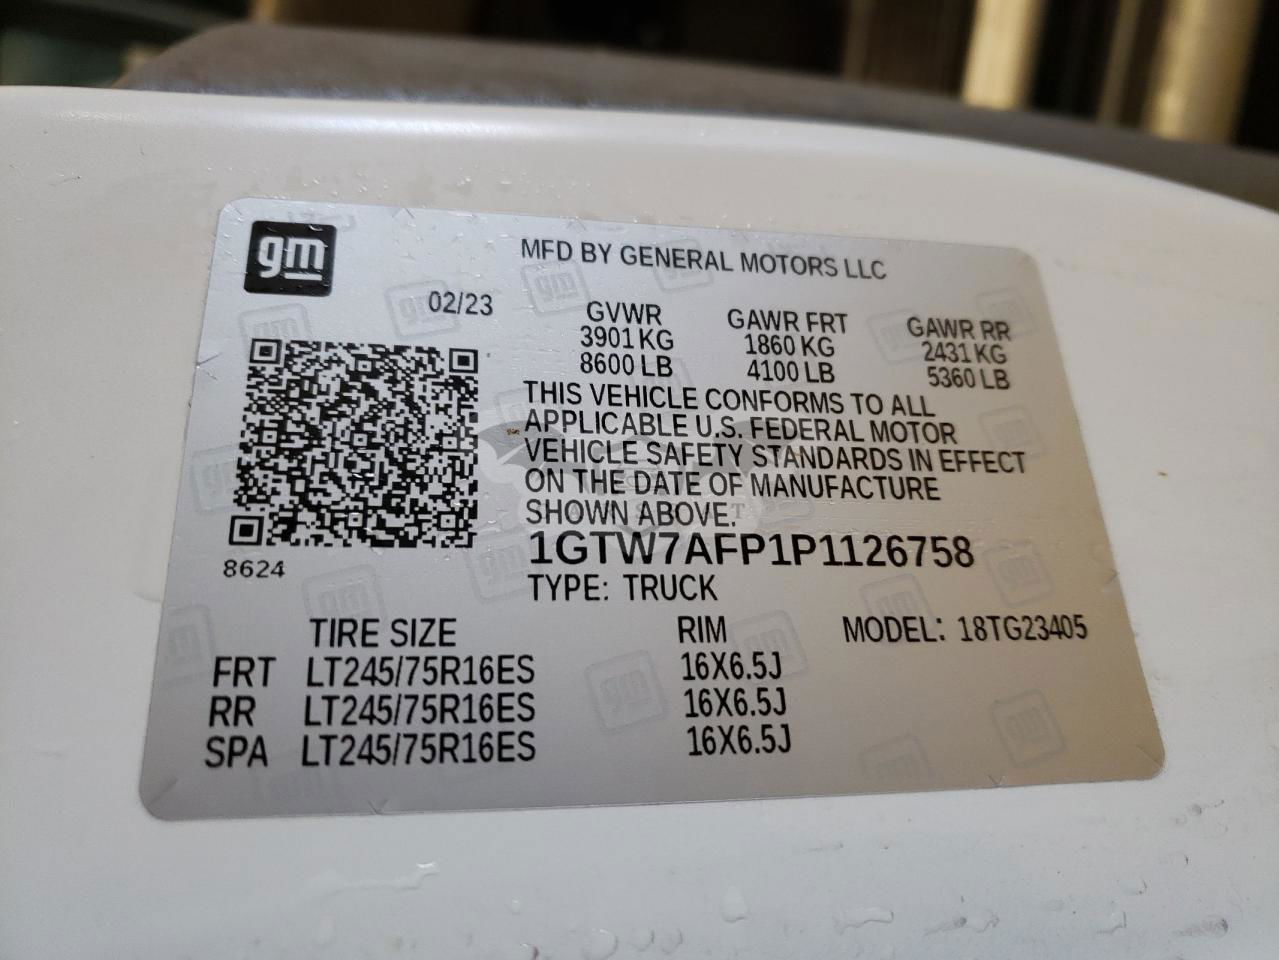 gm
MFD BY GENERAL MOTORS LLC
02/23
GVWR GAWR FRT GAWR RR
3901 KG 1860 KG 2431 KG
8600 LB 4100 LB 5360 LB
THIS VEHICLE CONFORMS TO ALL
APPLICABLE U.S. FEDERAL MOTOR
VEHICLE SAFETY STANDARDS IN EFFECT
ON THE DATE OF MANUFACTURE
SHOWN ABOVE.
8624
1GTW7AFP1P1126758
TYPE: TRUCK
TIRE SIZE RIM MODEL: 18TG23405
FRT LT245/75R16ES 16X6.5J
RR LT245/75R16ES 16X6.5J
SPA LT245/75R16ES 16X6.5J